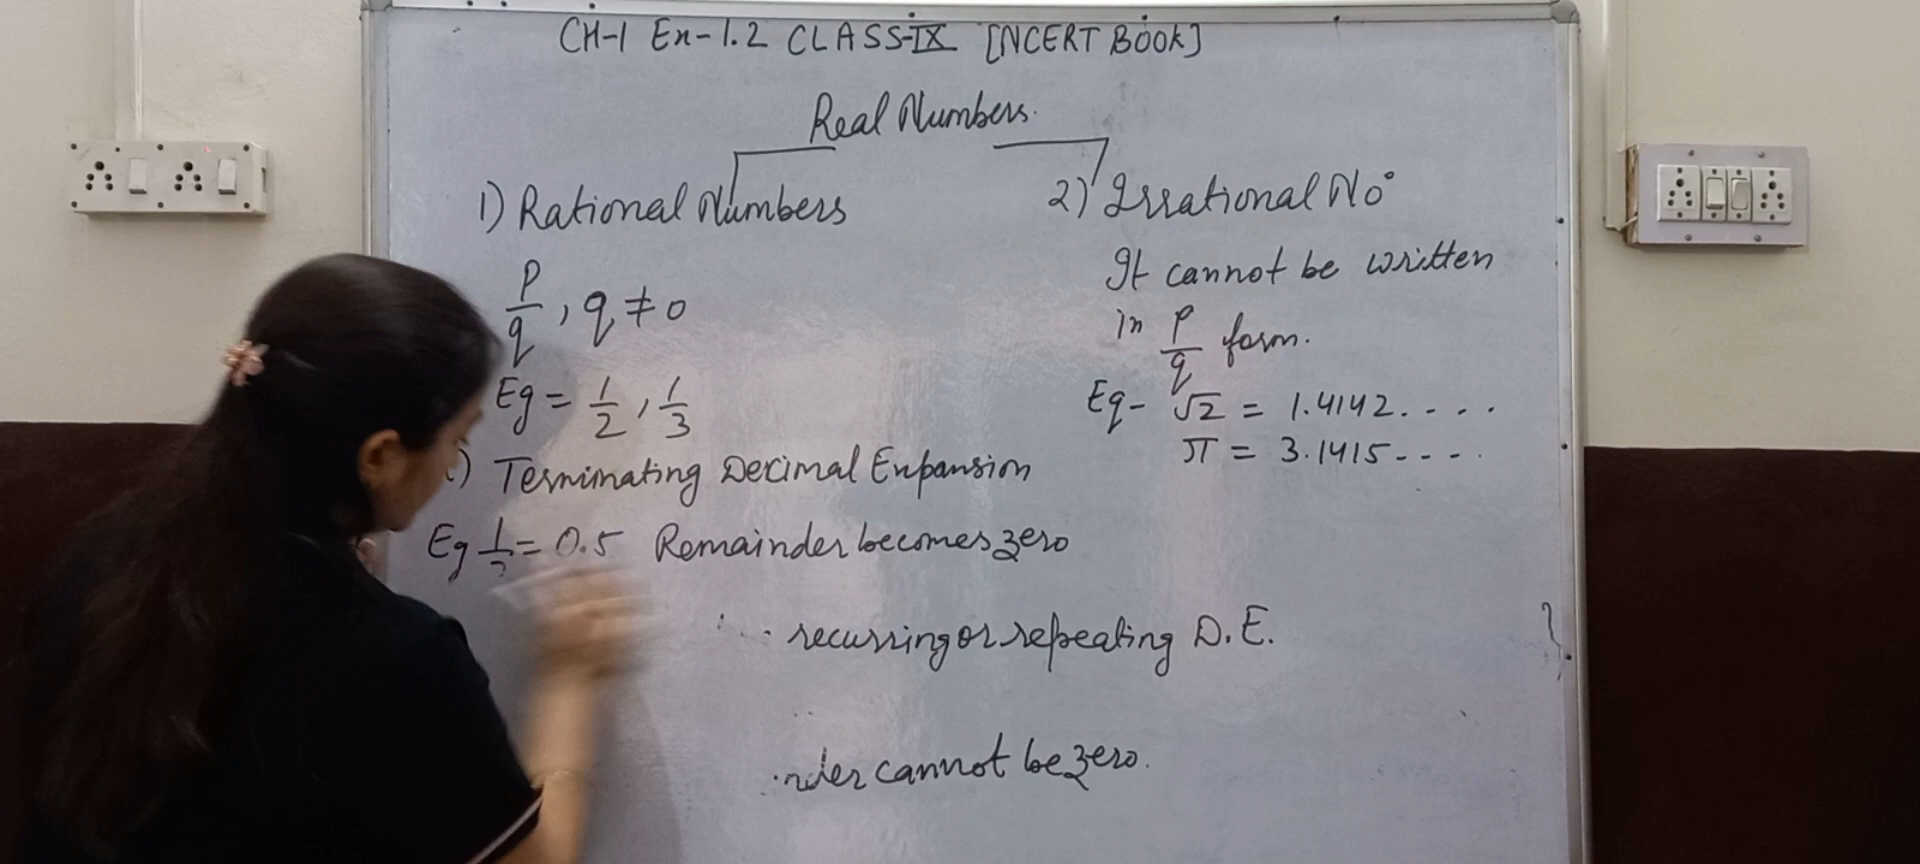 CH-1 Ex-1.2 CLASS-IX [NCERT BOOK]
Real Numbers.
1) Rational Numbers
p/q, q ≠ 0
Eg = 1/2, 1/3
) Terminating Decimal Expansion
Eg 1/2 = 0.5 Remainder becomes zero
recurring or repeating D.E.
cannot be zero.
2) Irrational No
It cannot be written
in p/q form.
Eg- √2 = 1.4142....
π = 3.1415----.